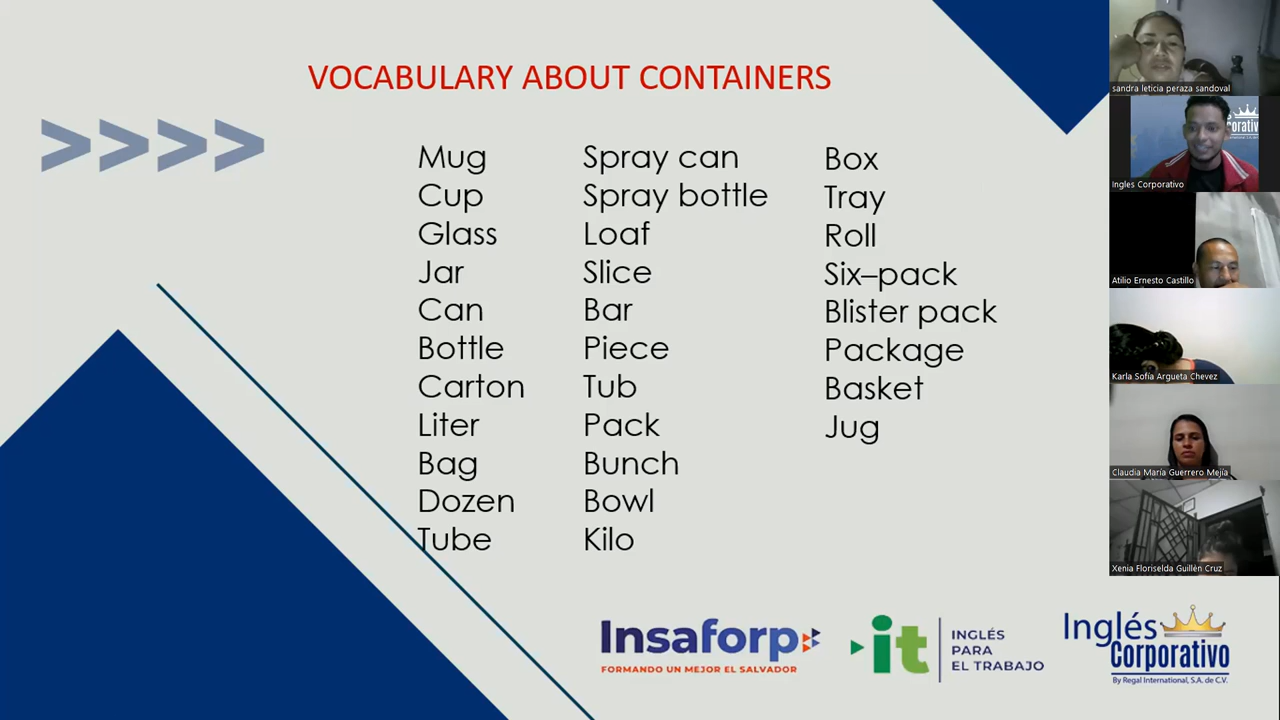 VOCABULARY ABOUT CONTAINERS
>>>>
Mug
Cup
Glass
Jar
Can
Bottle
Carton
Liter
Bag
Dozen
Tube
Spray can
Spray bottle
Loaf
Slice
Bar
Piece
Tub
Pack
Bunch
Bowl
Kilo
Box
Tray
Roll
Six–pack
Blister pack
Package
Basket
Jug
Insaforp
FORMANDO UN MEJOR EL SALVADOR
it
INGLÉS
PARA
EL TRABAJO
Inglés
Corporativo
By Regal International, S.A. de C.V.
sandra leticia peraza sandoval
Ingles Corporativo
Atilio Ernesto Castillo
Karla Sofía Argueta Chevez
Claudia María Guerrero Mejía
Xenia Floriselda Guillén Cruz